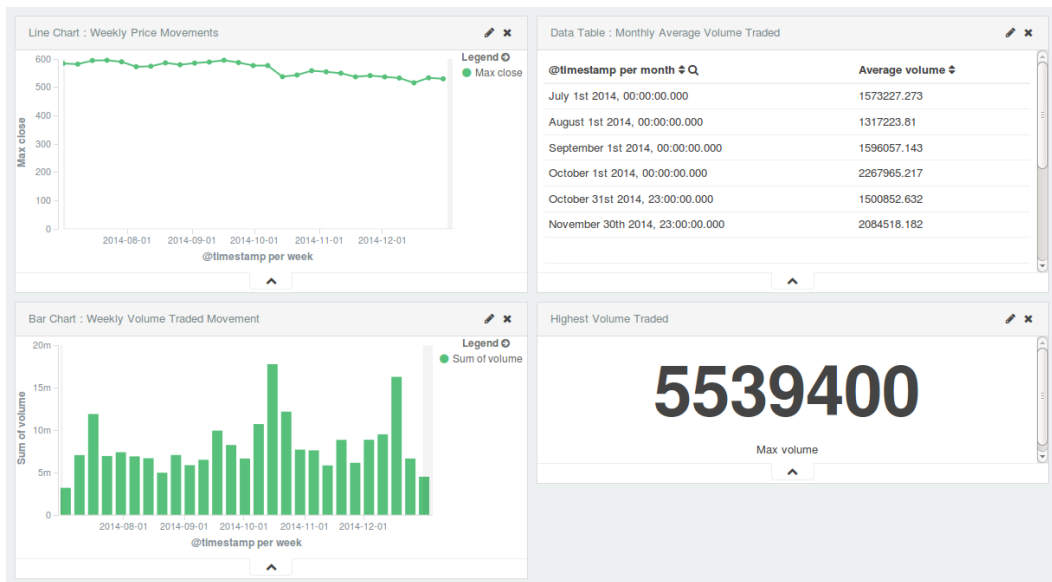 Line Chart : Weekly Price Movements
Legend
Max close
600
500
400
300
200
100
0
Max close
2014-08-01 2014-09-01 2014-10-01 2014-11-01 2014-12-01
@timestamp per week
Data Table : Monthly Average Volume Traded
@timestamp per month Average volume
July 1st 2014, 00:00:00.000 1573227.273
August 1st 2014, 00:00:00.000 1317223.81
September 1st 2014, 00:00:00.000 1596057.143
October 1st 2014, 00:00:00.000 2267965.217
October 31st 2014, 23:00:00.000 1500852.632
November 30th 2014, 23:00:00.000 2084518.182
Bar Chart : Weekly Volume Traded Movement
Legend
Sum of volume
20m
15m
10m
5m
0
Sum of volume
2014-08-01 2014-09-01 2014-10-01 2014-11-01 2014-12-01
@timestamp per week
Highest Volume Traded
5539400
Max volume